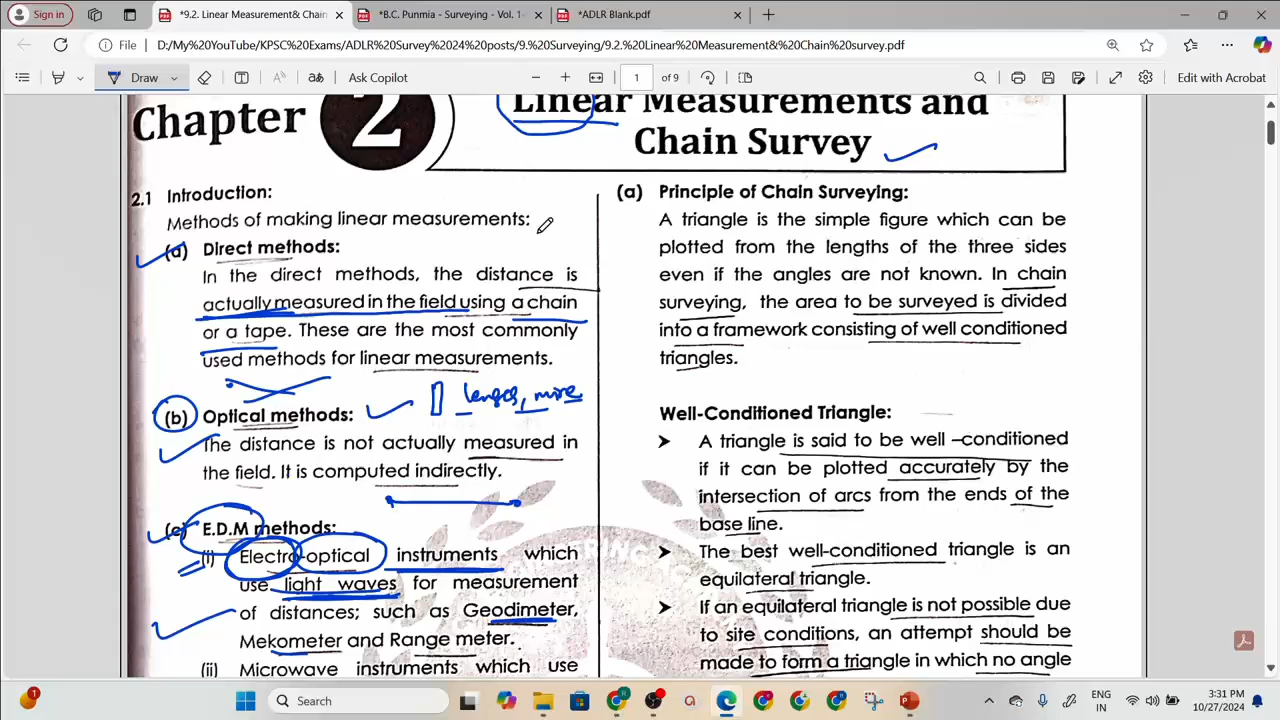 Sign in
*9.2. Linear Measurement& Chain
*B.C. Punmia - Surveying - Vol. 1-
*ADLR Blank.pdf
File
D:/My%20YouTube/KPSC%20Exams/ADLR%20Survey%202024%20posts/9.%20Surveying/9.2.%20Linear%20Measurement&%20Chain%20survey.pdf
Draw
Ask Copilot
1 of 9
Edit with Acrobat
Chapter 2
Linear Measurements and
Chain Survey
2.1 Introduction:
Methods of making linear measurements:
(a) Direct methods:
In the direct methods, the distance is
actually measured in the field using a chain
or a tape. These are the most commonly
used methods for linear measurements.
lenses, mirror
(b) Optical methods:
The distance is not actually measured in
the field. It is computed indirectly.
(c) E.D.M methods:
(i) Electro-optical instruments which
use light waves for measurement
of distances; such as Geodimeter,
Mekometer and Range meter.
(ii) Microwave instruments which use
(a) Principle of Chain Surveying:
A triangle is the simple figure which can be
plotted from the lengths of the three sides
even if the angles are not known. In chain
surveying, the area to be surveyed is divided
into a framework consisting of well conditioned
triangles.
Well-Conditioned Triangle:
➤ A triangle is said to be well –conditioned
if it can be plotted accurately by the
intersection of arcs from the ends of the
base line.
➤ The best well-conditioned triangle is an
equilateral triangle.
➤ If an equilateral triangle is not possible due
to site conditions, an attempt should be
made to form a triangle in which no angle
1
Search
ENG
IN
3:31 PM
10/27/2024